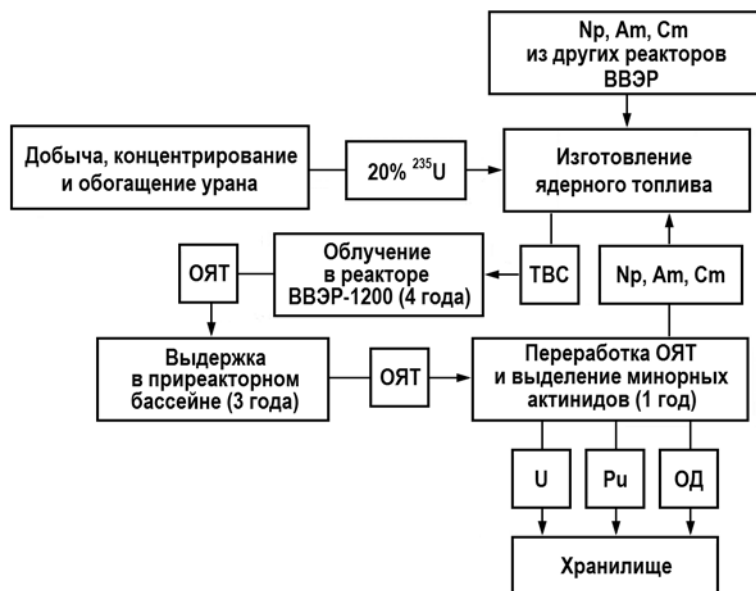 Np, Am, Cm
из других реакторов
ВВЭР
Добыча, концентрирование
и обогащение урана
20% ²³⁵U
Изготовление
ядерного топлива
ОЯТ
Облучение
в реакторе
ВВЭР-1200 (4 года)
ТВС
Np, Am, Cm
Выдержка
в приреакторном
бассейне (3 года)
ОЯТ
Переработка ОЯТ
и выделение минорных
актинидов (1 год)
U
Pu
ОД
Хранилище